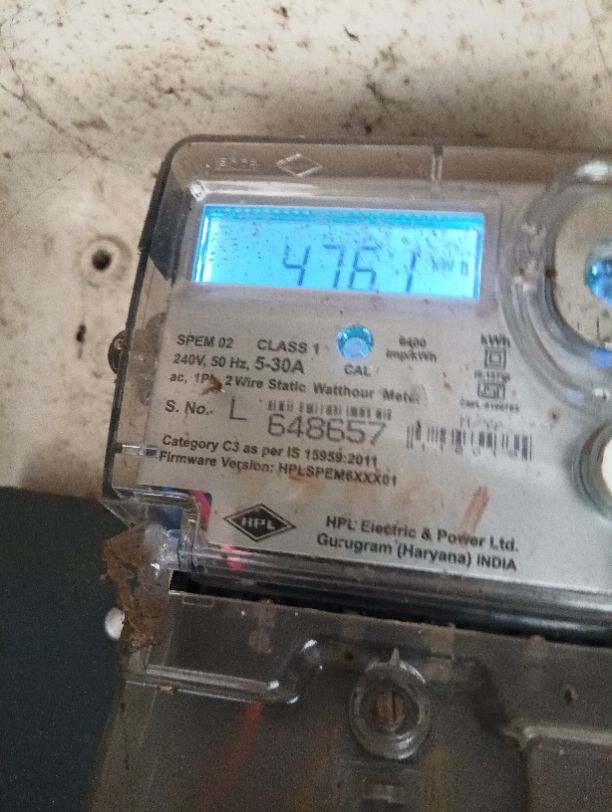 4761 kWh
SPEM 02 CLASS 1
240V, 50 Hz, 5-30A
CAL
6400
imp/kWh
kWh
ac, 1Ph, 2 Wire Static Watthour Meter
S. No. L 648657
Category C3 as per IS 15959:2011
Firmware Version: HPLSPEM6XXX01
HPL
HPL Electric & Power Ltd.
Gurugram (Haryana) INDIA